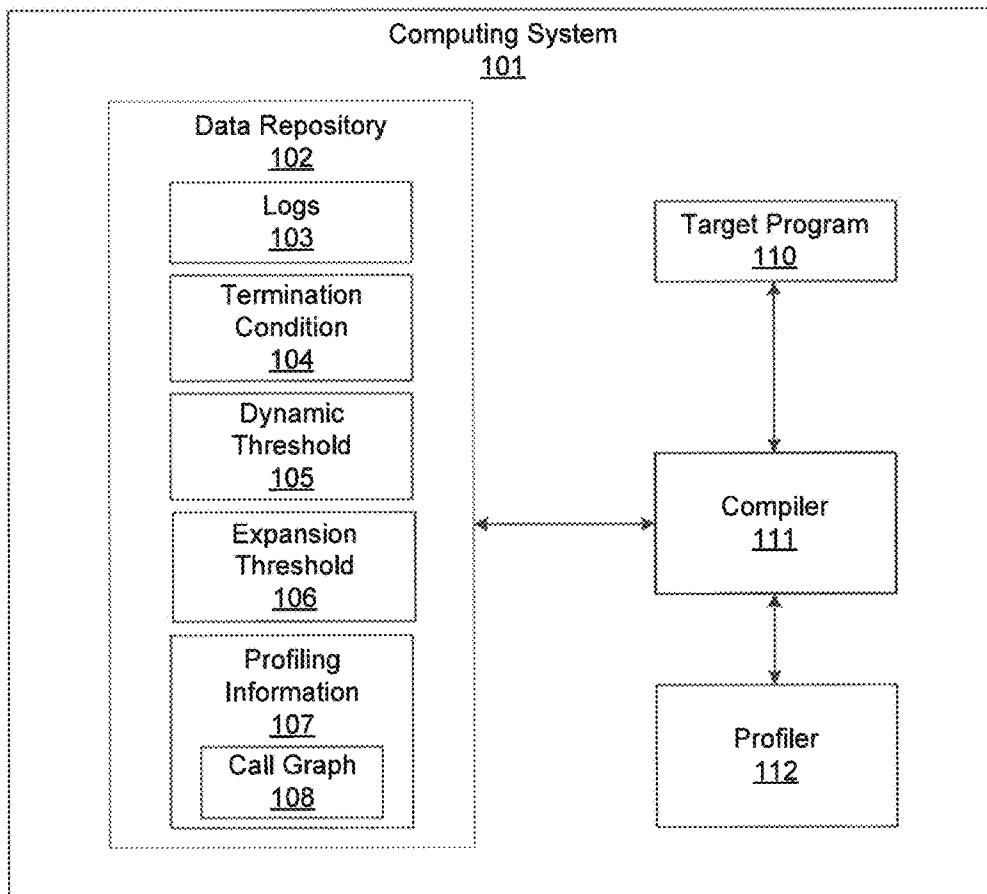 Computing System
101
Data Repository
102
Logs
103
Termination
Condition
104
Dynamic
Threshold
105
Expansion
Threshold
106
Profiling
Information
107
Call Graph
108
Target Program
110
Compiler
111
Profiler
112